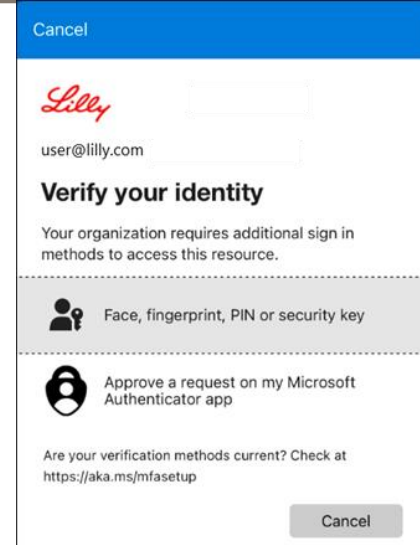 Cancel
Lilly
user@lilly.com
Verify your identity
Your organization requires additional sign in
methods to access this resource.
Face, fingerprint, PIN or security key
Approve a request on my Microsoft
Authenticator app
Are your verification methods current? Check at
https://aka.ms/mfasetup
Cancel